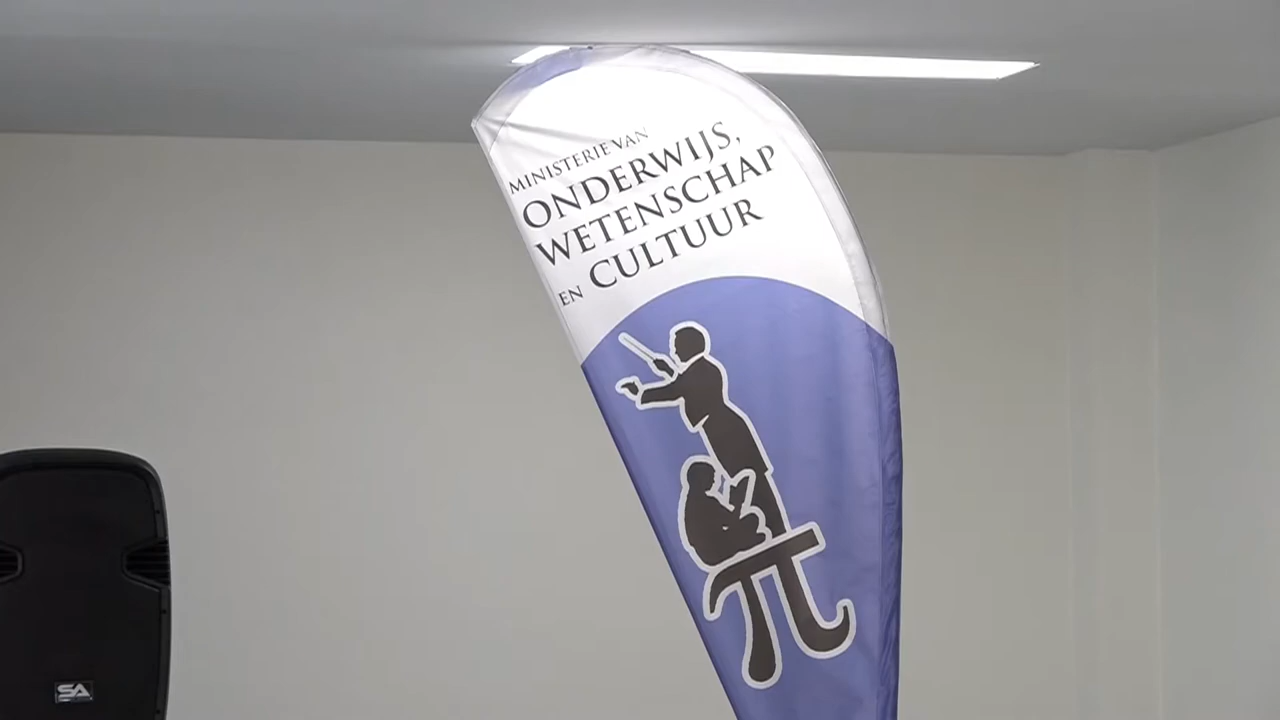 MINISTERIE VAN
ONDERWIJS,
WETENSCHAP
EN CULTUUR
π
SA